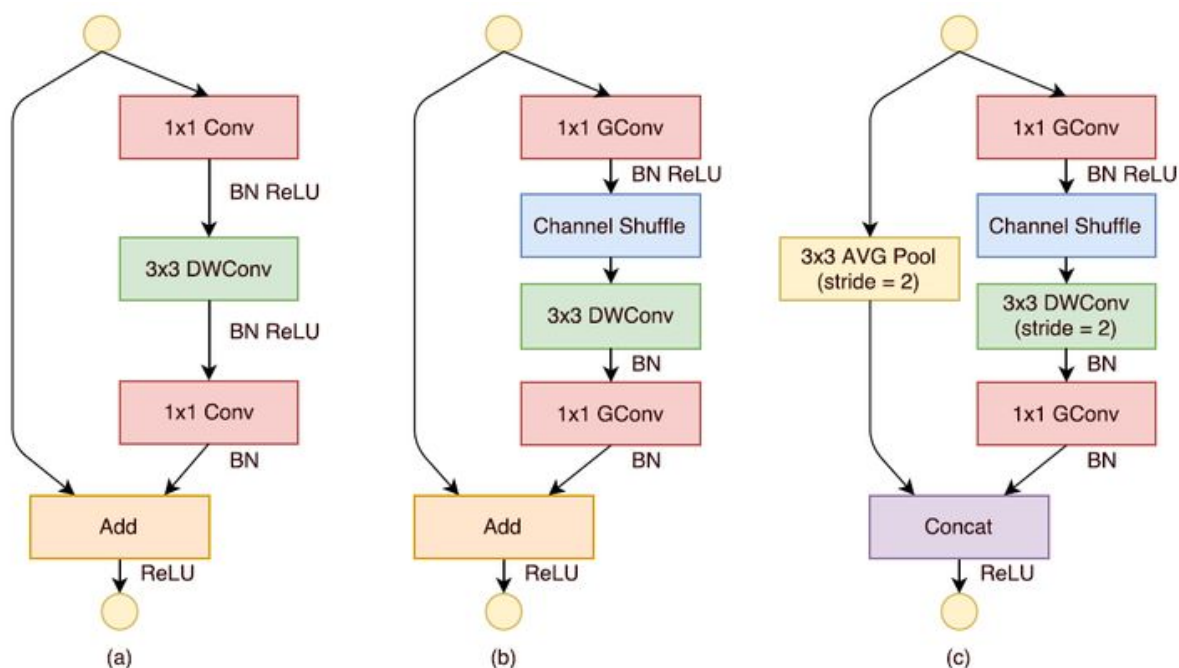 1x1 Conv
BN ReLU
3x3 DWConv
BN ReLU
1x1 Conv
BN
Add
ReLU
(a)
1x1 GConv
BN ReLU
Channel Shuffle
3x3 DWConv
BN
1x1 GConv
BN
Add
ReLU
(b)
3x3 AVG Pool
(stride = 2)
1x1 GConv
BN ReLU
Channel Shuffle
3x3 DWConv
(stride = 2)
BN
1x1 GConv
BN
Concat
ReLU
(c)